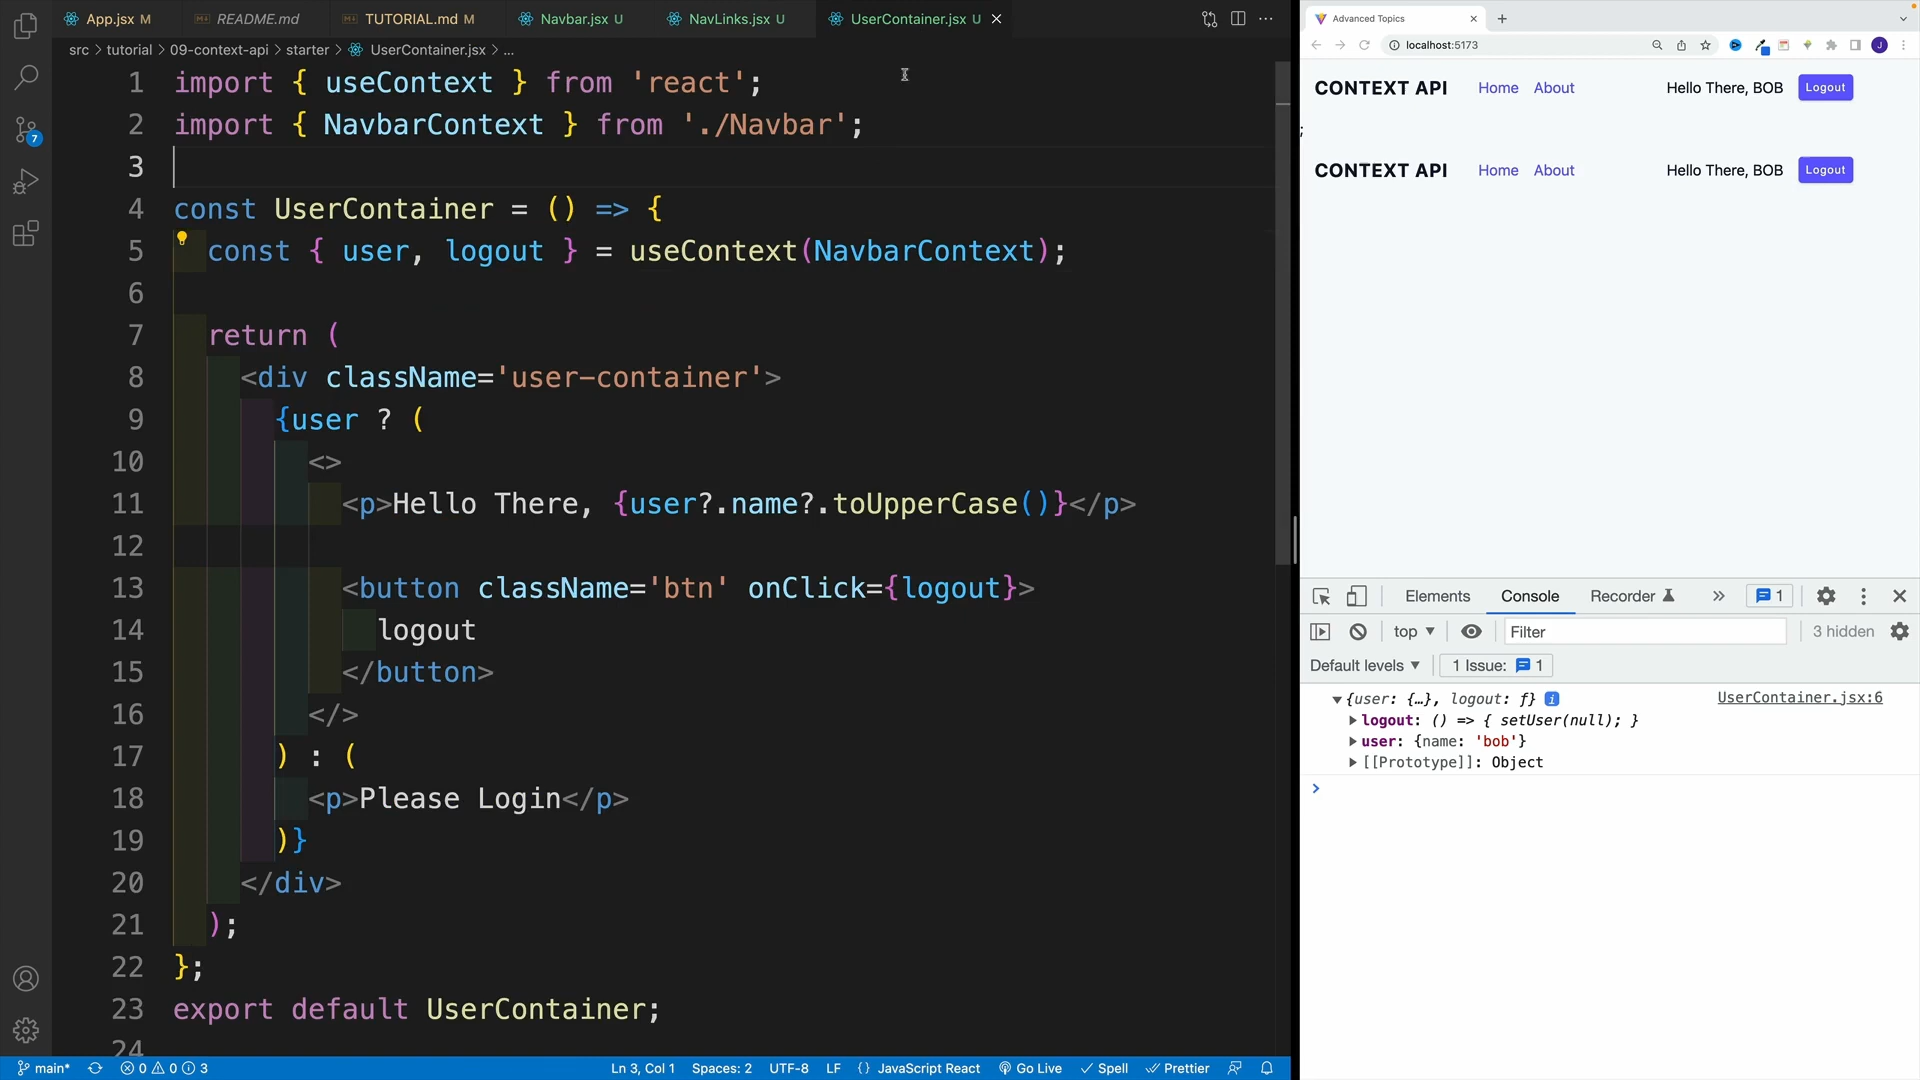 App.jsx M
README.md
TUTORIAL.md M
Navbar.jsx U
NavLinks.jsx U
UserContainer.jsx U
src > tutorial > 09-context-api > starter > UserContainer.jsx > ...
1 import { useContext } from 'react';
2 import { NavbarContext } from './Navbar';
3
4 const UserContainer = () => {
5 const { user, logout } = useContext(NavbarContext);
6
7 return (
8 <div className='user-container'>
9 {user ? (
10 <>
11 <p>Hello There, {user?.name?.toUpperCase()}</p>
12
13 <button className='btn' onClick={logout}>
14 logout
15 </button>
16 </>
17 ) : (
18 <p>Please Login</p>
19 )}
20 </div>
21 );
22 };
23 export default UserContainer;
24
7
main*
0 0 3
Ln 3, Col 1
Spaces: 2
UTF-8
LF
{} JavaScript React
Go Live
Spell
Prettier
Advanced Topics
localhost:5173
J
CONTEXT API Home About Hello There, BOB Logout
;
CONTEXT API Home About Hello There, BOB Logout
Elements Console Recorder » 1
top ▼ Filter 3 hidden
Default levels ▼ 1 Issue: 1
▼{user: {…}, logout: ƒ} i UserContainer.jsx:6
▶logout: () => { setUser(null); }
▶user: {name: 'bob'}
▶[[Prototype]]: Object
>